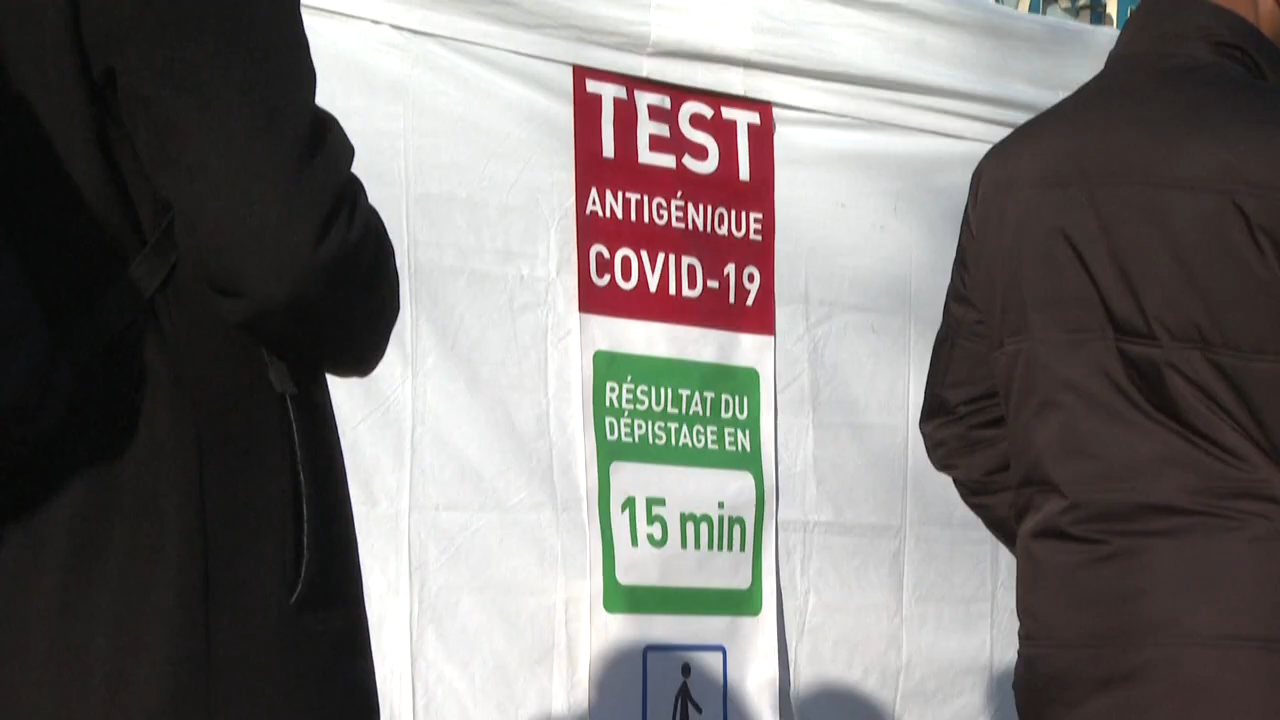 TEST
ANTIGÉNIQUE
COVID-19
RÉSULTAT DU
DÉPISTAGE EN
15 min